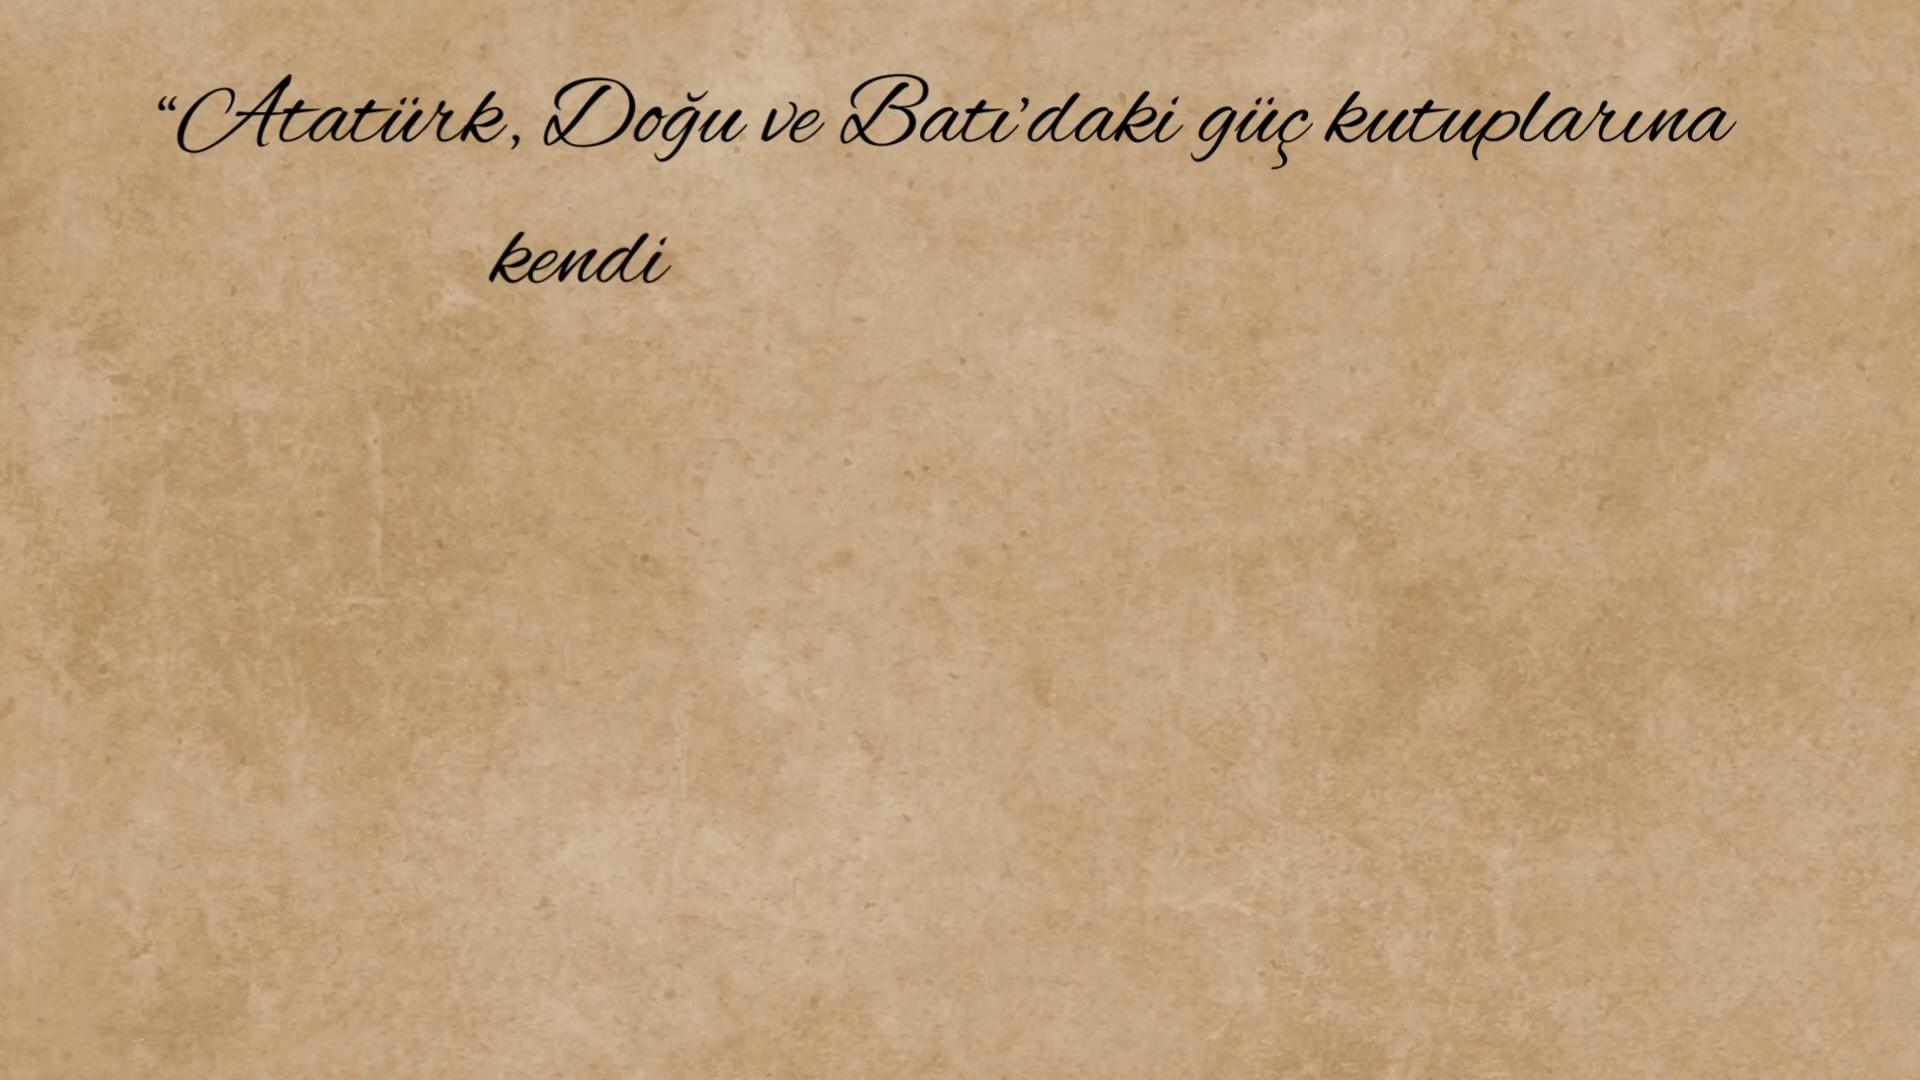 “Atatürk, Doğu ve Batı’daki güç kutuplarına
kendi